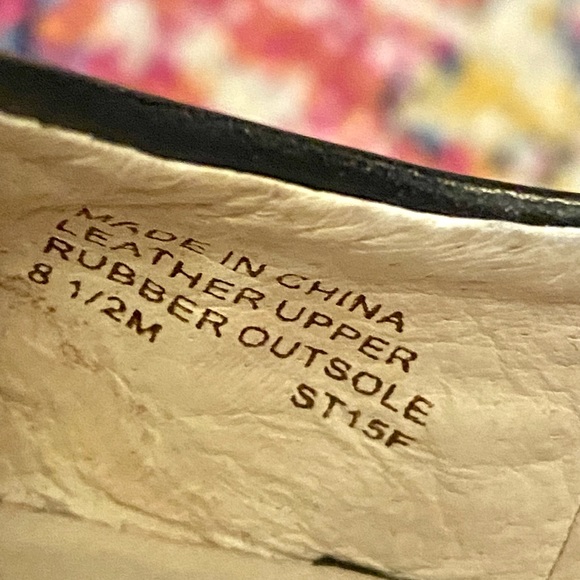 MADE IN CHINA
LEATHER UPPER
RUBBER OUTSOLE
8 1/2M
ST15F